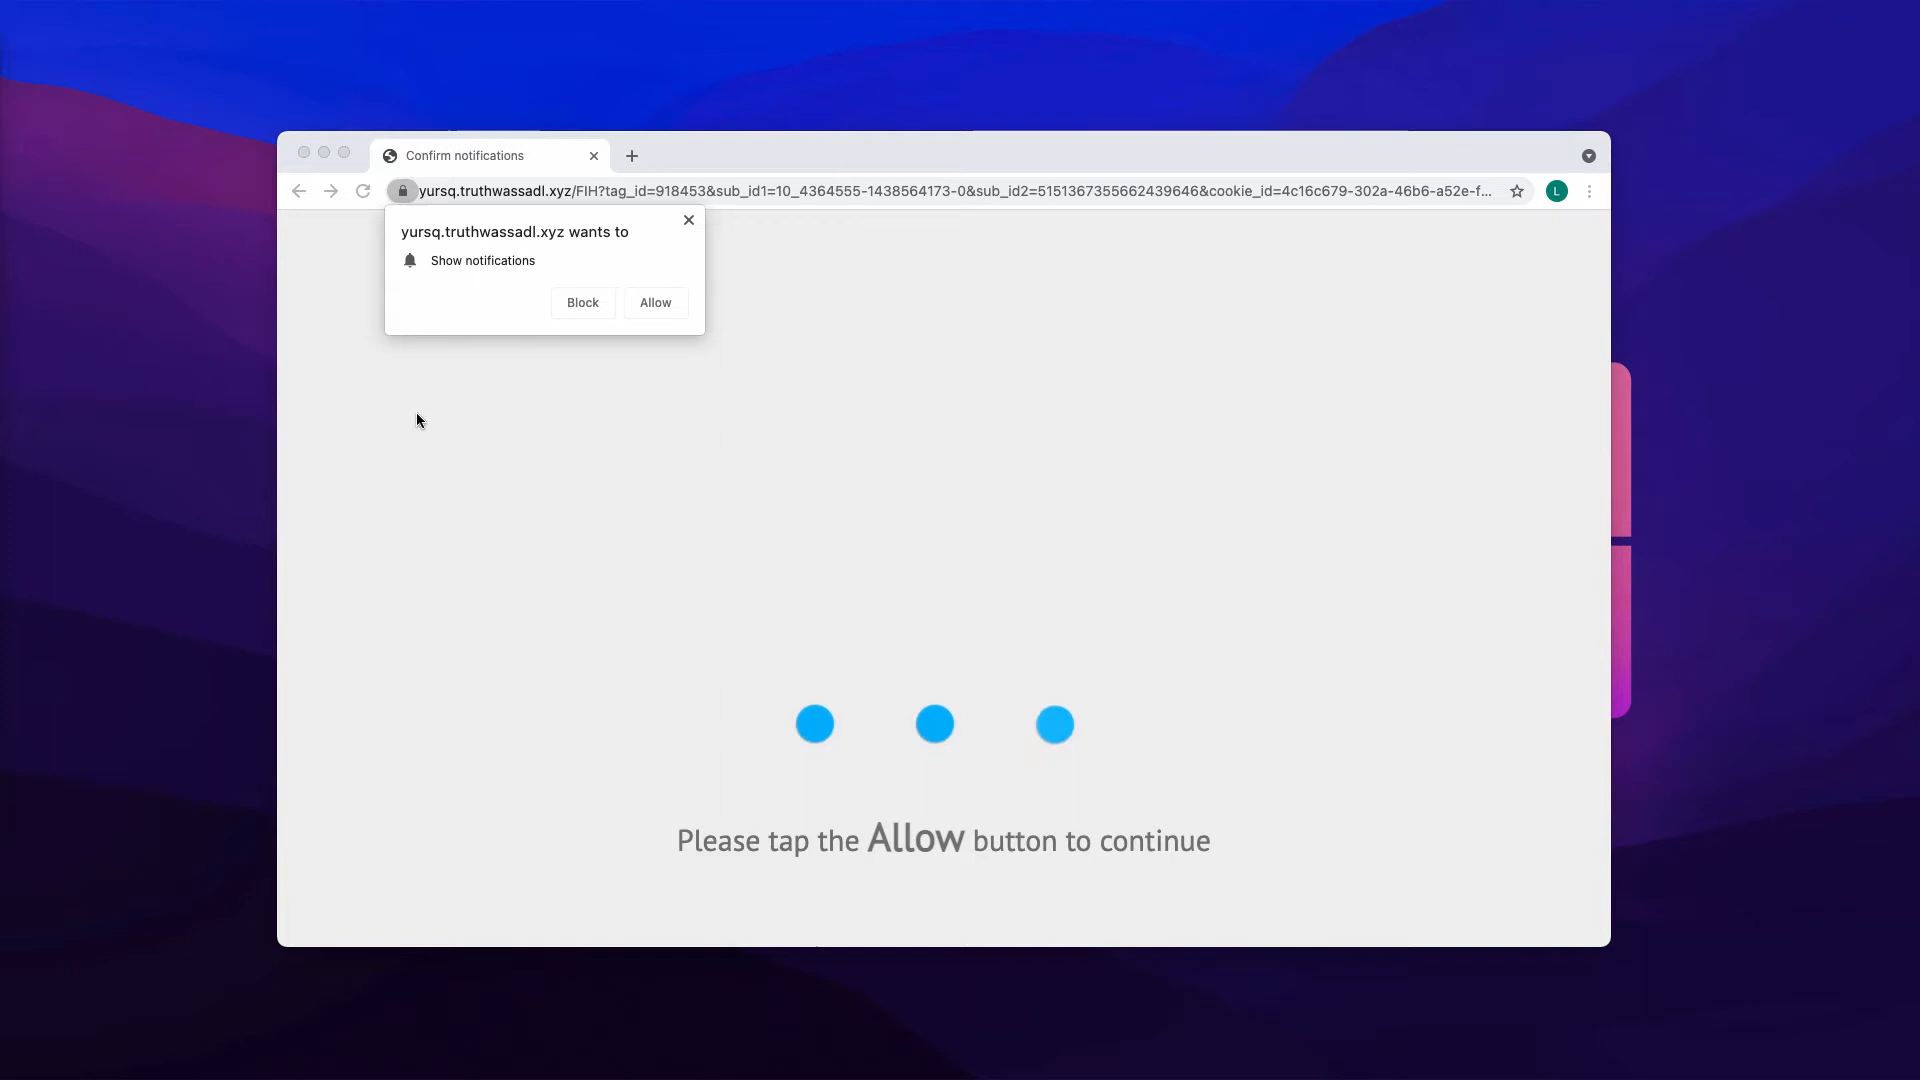 Confirm notifications
yursq.truthwassadl.xyz/FIH?tag_id=918453&sub_id1=10_4364555-1438564173-0&sub_id2=5151367355662439646&cookie_id=4c16c679-302a-46b6-a52e-f...
L
yursq.truthwassadl.xyz wants to
Show notifications
Block Allow
Please tap the Allow button to continue